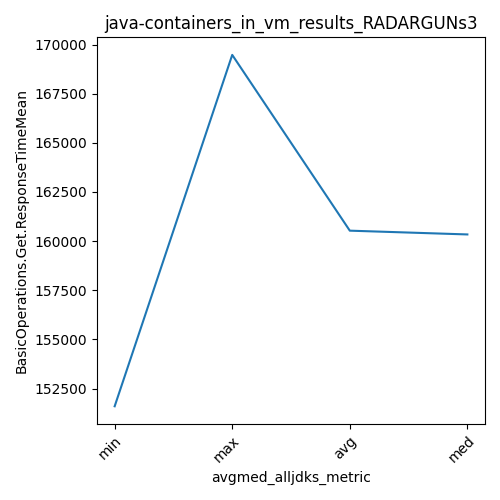 java-containers_in_vm_results_RADARGUNs3
BasicOperations.Get.ResponseTimeMean
170000
167500
165000
162500
160000
157500
155000
152500
min
max
avg
med
avgmed_alljdks_metric